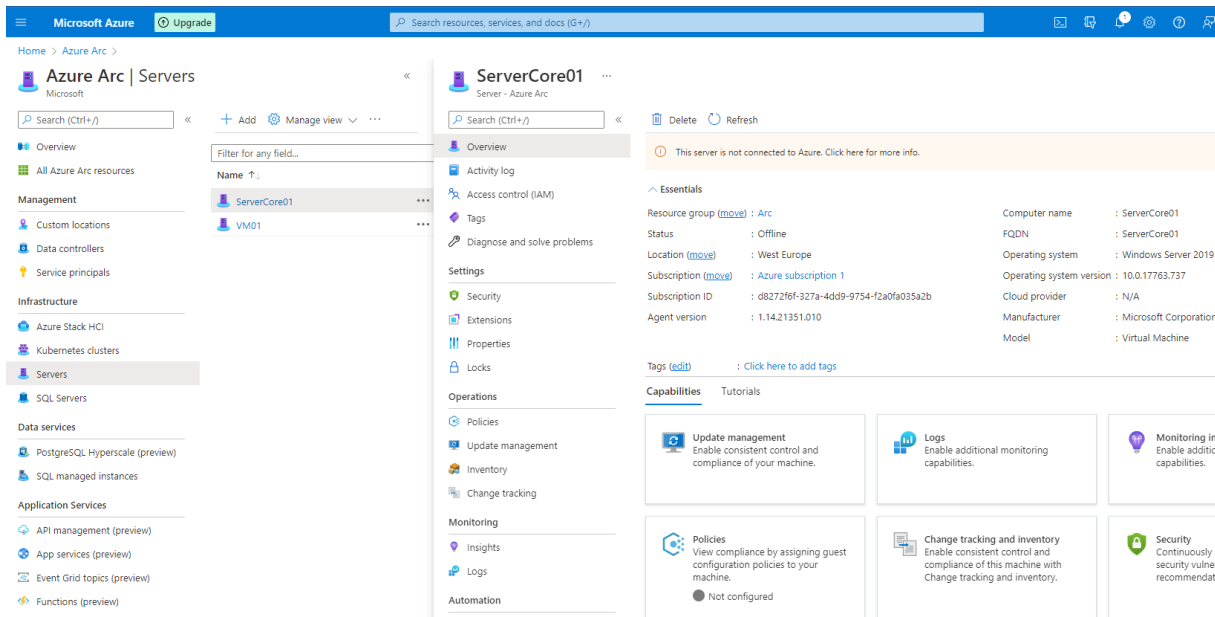 Microsoft Azure
Upgrade
Search resources, services, and docs (G+/)
1
Home > Azure Arc >
Azure Arc | Servers
Microsoft
«
Search (Ctrl+/)
«
Overview
All Azure Arc resources
Management
Custom locations
Data controllers
Service principals
Infrastructure
Azure Stack HCI
Kubernetes clusters
Servers
SQL Servers
Data services
PostgreSQL Hyperscale (preview)
SQL managed instances
Application Services
API management (preview)
App services (preview)
Event Grid topics (preview)
Functions (preview)
+ Add Manage view ...
Filter for any field...
Name ↑↓
ServerCore01 ...
VM01 ...
ServerCore01 ...
Server - Azure Arc
Search (Ctrl+/)
«
Overview
Activity log
Access control (IAM)
Tags
Diagnose and solve problems
Settings
Security
Extensions
Properties
Locks
Operations
Policies
Update management
Inventory
Change tracking
Monitoring
Insights
Logs
Automation
Delete Refresh
This server is not connected to Azure. Click here for more info.
Essentials
Resource group (move) : Arc
Status : Offline
Location (move) : West Europe
Subscription (move) : Azure subscription 1
Subscription ID : d8272f6f-327a-4dd9-9754-f2a0fa035a2b
Agent version : 1.14.21351.010
Computer name : ServerCore01
FQDN : ServerCore01
Operating system : Windows Server 2019
Operating system version : 10.0.17763.737
Cloud provider : N/A
Manufacturer : Microsoft Corporation
Model : Virtual Machine
Tags (edit) : Click here to add tags
Capabilities Tutorials
Update management
Enable consistent control and
compliance of your machine.
Logs
Enable additional monitoring
capabilities.
Monitoring in
Enable additic
capabilities.
Policies
View compliance by assigning guest
configuration policies to your
machine.
Not configured
Change tracking and inventory
Enable consistent control and
compliance of this machine with
Change tracking and inventory.
Security
Continuously
security vulne
recommendat